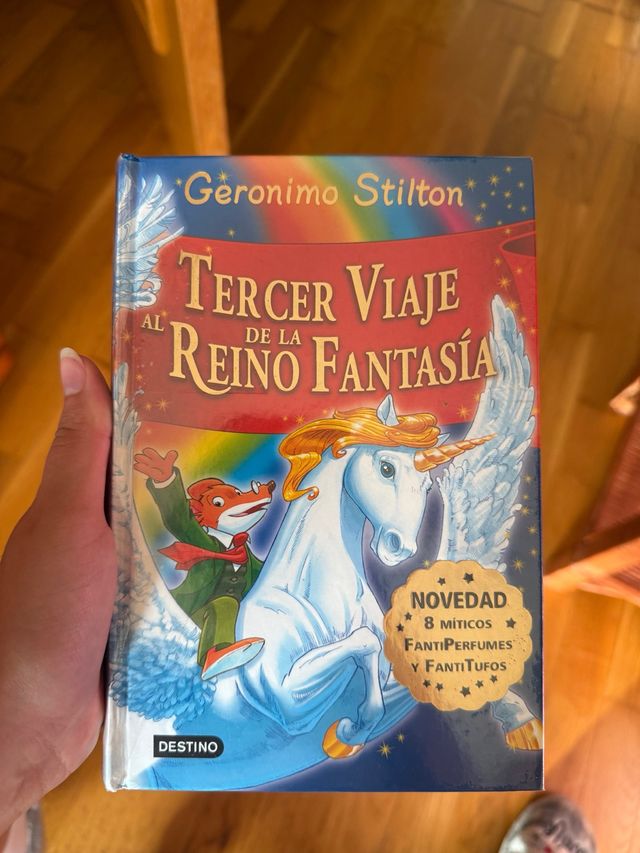 Geronimo Stilton
TERCER VIAJE
AL
DE LA
REINO FANTASÍA
NOVEDAD
8 MÍTICOS
FANTIPERFUMES
Y FANTITUFOS
DESTINO